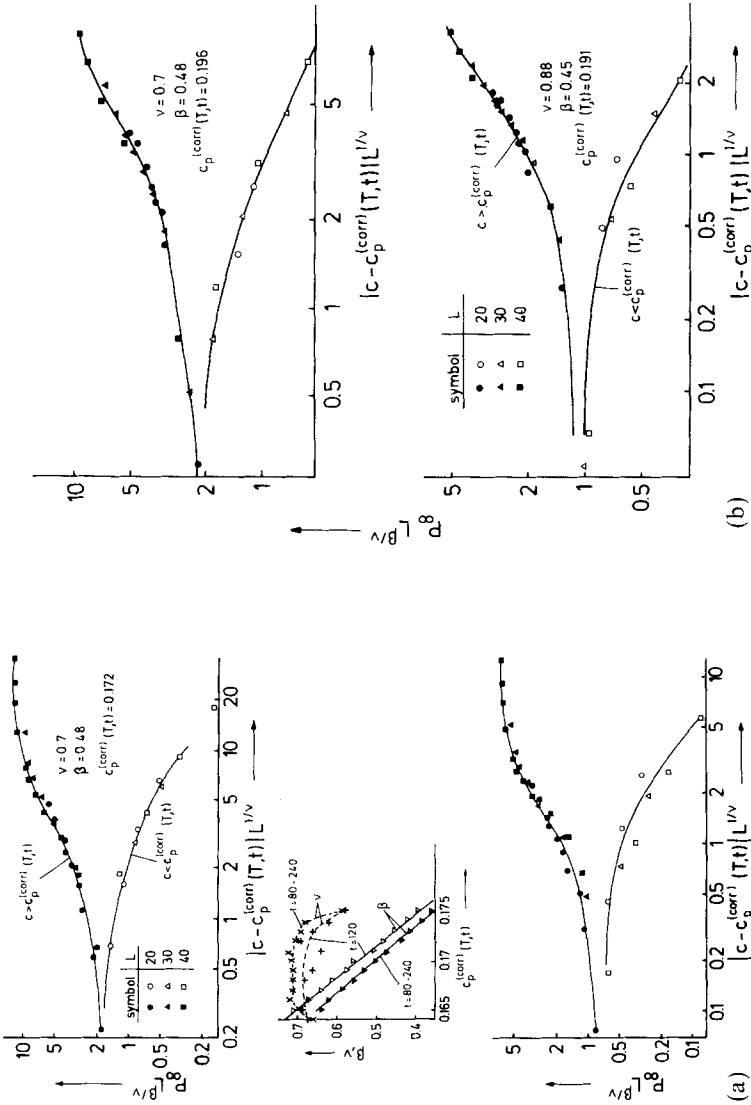 10
5
2
1
0.5
0.2
P∞ L^β/ν
ν = 0.7
β = 0.48
c_p^(corr) (T,t) = 0.172
c > c_p^(corr) (T,t)
c < c_p^(corr) (T,t)
symbol L
20
30
40
0.2 0.5 1 2 5 10 20
|c - c_p^(corr) (T,t)| L^1/ν
β,ν
0.7
0.6
0.5
0.4
t=80-240
ν
t=120
β
t=80-240
0.165 0.17 0.175
c_p^(corr) (T,t)
P∞ L^β/ν
5
2
1
0.5
0.2
0.1
0.1 0.2 0.5 1 2 5 10
|c - c_p^(corr) (T,t)| L^1/ν
(a)
10
5
2
1
ν = 0.7
β = 0.48
c_p^(corr) (T,t) = 0.196
0.5 1 2 5
|c - c_p^(corr) (T,t)| L^1/ν
P∞ L^β/ν
5
2
1
0.5
symbol L
20
30
40
c > c_p^(corr) (T,t)
c < c_p^(corr) (T,t)
ν = 0.88
β = 0.45
c_p^(corr) (T,t) = 0.191
0.1 0.2 0.5 1 2
|c - c_p^(corr) (T,t)| L^1/ν
(b)